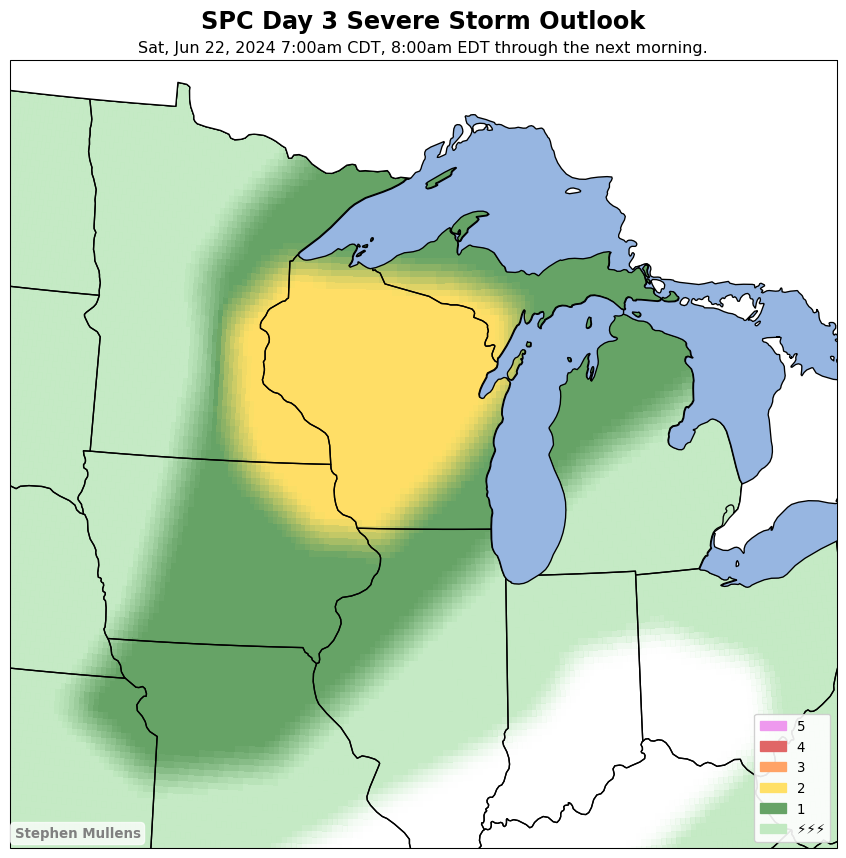 SPC Day 3 Severe Storm Outlook
Sat, Jun 22, 2024 7:00am CDT, 8:00am EDT through the next morning.
5
4
3
2
1
⚡⚡⚡
Stephen Mullens